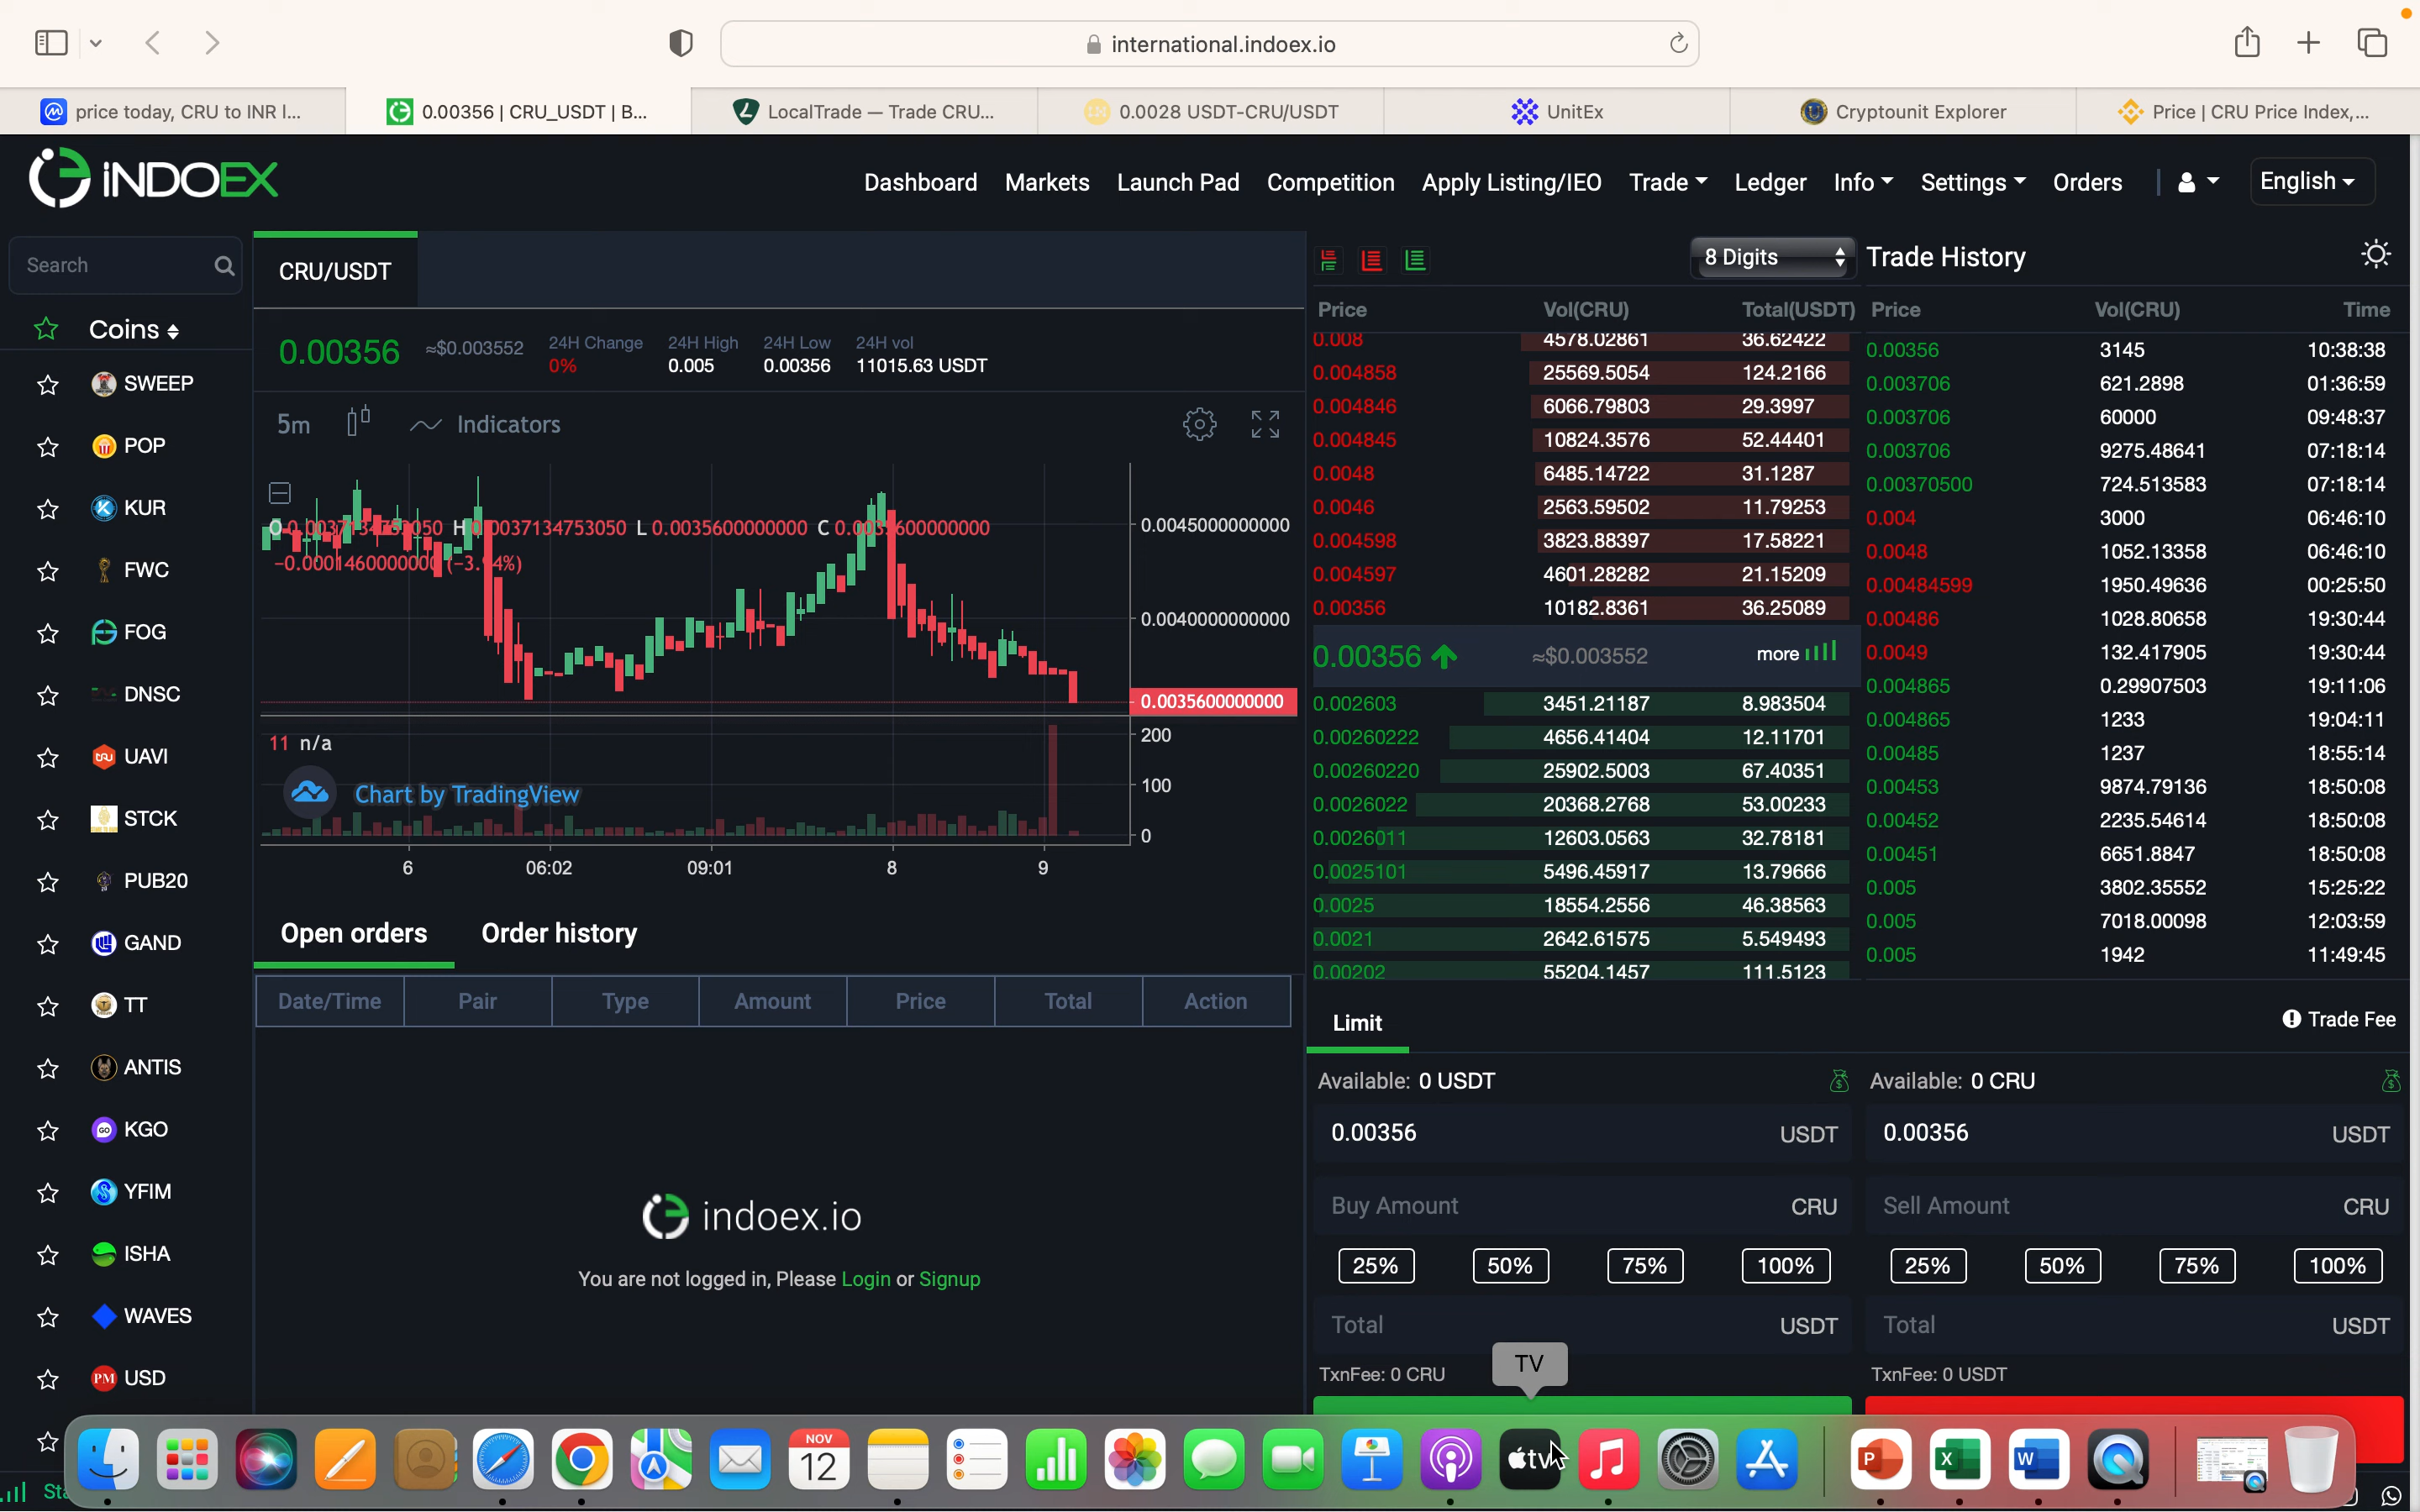 international.indoex.io
price today, CRU to INR l...
0.00356 | CRU_USDT | B...
LocalTrade — Trade CRU...
0.0028 USDT-CRU/USDT
UnitEx
Cryptounit Explorer
Price | CRU Price Index,...
iNDOEX
Dashboard
Markets
Launch Pad
Competition
Apply Listing/IEO
Trade
Ledger
Info
Settings
Orders
English
Search
Coins
SWEEP
POP
KUR
FWC
FOG
DNSC
UAVI
STCK
PUB20
GAND
TT
ANTIS
KGO
YFIM
ISHA
WAVES
USD
CRU/USDT
0.00356 ≈$0.003552
24H Change 24H High 24H Low 24H vol
0% 0.005 0.00356 11015.63 USDT
5m Indicators
H L 0.0035600000000 C
0.0045000000000
0.0040000000000
0.0035600000000
11 n/a
200
100
0
Chart by TradingView
6 06:02 09:01 8 9
Open orders Order history
Date/Time Pair Type Amount Price Total Action
indoex.io
You are not logged in, Please Login or Signup
8 Digits
Price Vol(CRU) Total(USDT)
0.008 4578.02861 36.62422
0.004858 25569.5054 124.2166
0.004846 6066.79803 29.3997
0.004845 10824.3576 52.44401
0.0048 6485.14722 31.1287
0.0046 2563.59502 11.79253
0.004598 3823.88397 17.58221
0.004597 4601.28282 21.15209
0.00356 10182.8361 36.25089
0.00356 ≈$0.003552 more
0.002603 3451.21187 8.983504
0.00260222 4656.41404 12.11701
0.00260220 25902.5003 67.40351
0.0026022 20368.2768 53.00233
0.0026011 12603.0563 32.78181
0.0025101 5496.45917 13.79666
0.0025 18554.2556 46.38563
0.0021 2642.61575 5.549493
0.00202 55204.1457 111.5123
Trade History
Price Vol(CRU) Time
0.00356 3145 10:38:38
0.003706 621.2898 01:36:59
0.003706 60000 09:48:37
0.003706 9275.48641 07:18:14
0.00370500 724.513583 07:18:14
0.004 3000 06:46:10
0.0048 1052.13358 06:46:10
0.00484599 1950.49636 00:25:50
0.00486 1028.80658 19:30:44
0.0049 132.417905 19:30:44
0.004865 0.29907503 19:11:06
0.004865 1233 19:04:11
0.00485 1237 18:55:14
0.00453 9874.79136 18:50:08
0.00452 2235.54614 18:50:08
0.00451 6651.8847 18:50:08
0.005 3802.35552 15:25:22
0.005 7018.00098 12:03:59
0.005 1942 11:49:45
Limit
Trade Fee
Available: 0 USDT
0.00356 USDT
Buy Amount CRU
25% 50% 75% 100%
Total USDT
TxnFee: 0 CRU
Available: 0 CRU
0.00356 USDT
Sell Amount CRU
25% 50% 75% 100%
Total USDT
TxnFee: 0 USDT
TV
NOV
12
tv
P
X
W